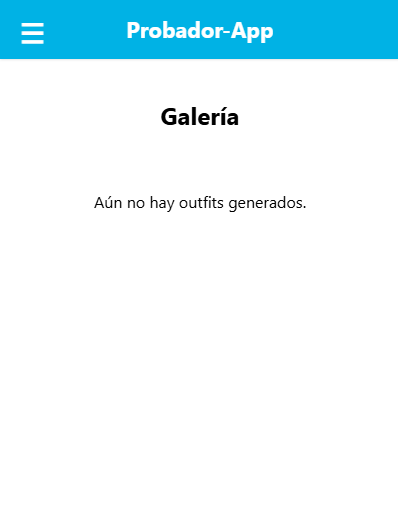 Probador-App
Galería
Aún no hay outfits generados.